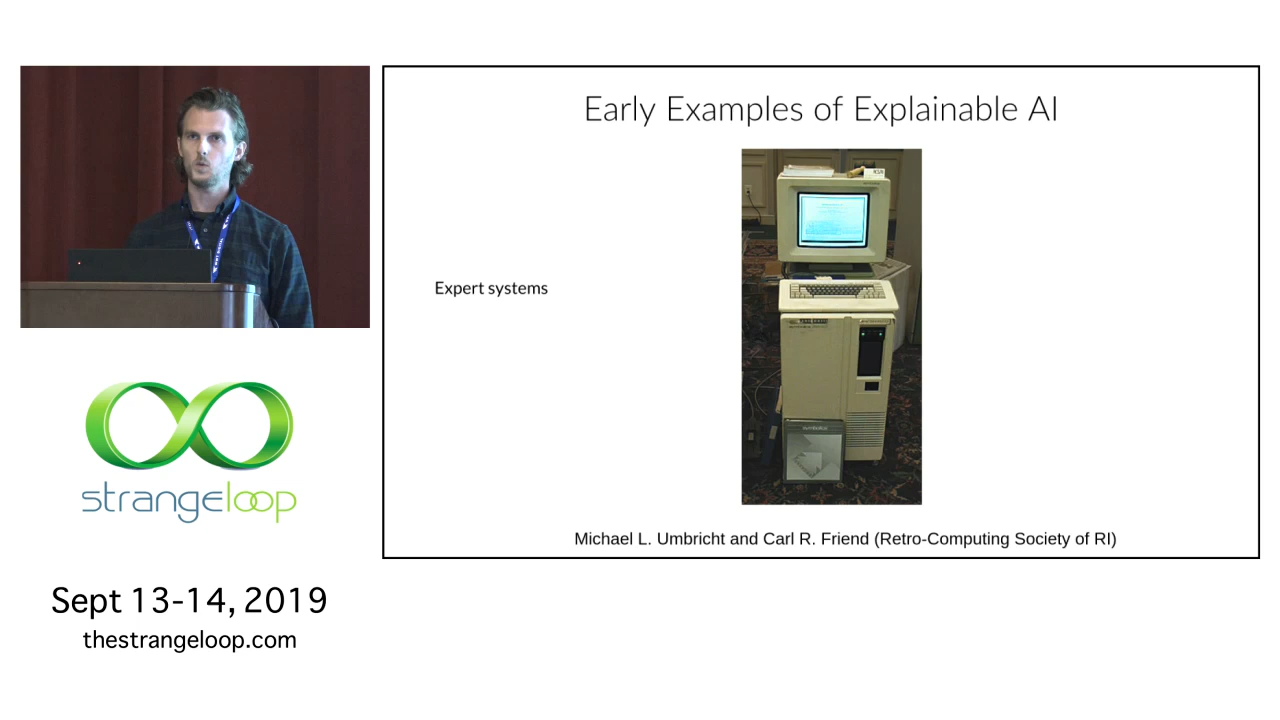 Early Examples of Explainable AI
Expert systems
Michael L. Umbricht and Carl R. Friend (Retro-Computing Society of RI)
strangeloop
Sept 13-14, 2019
thestrangeloop.com